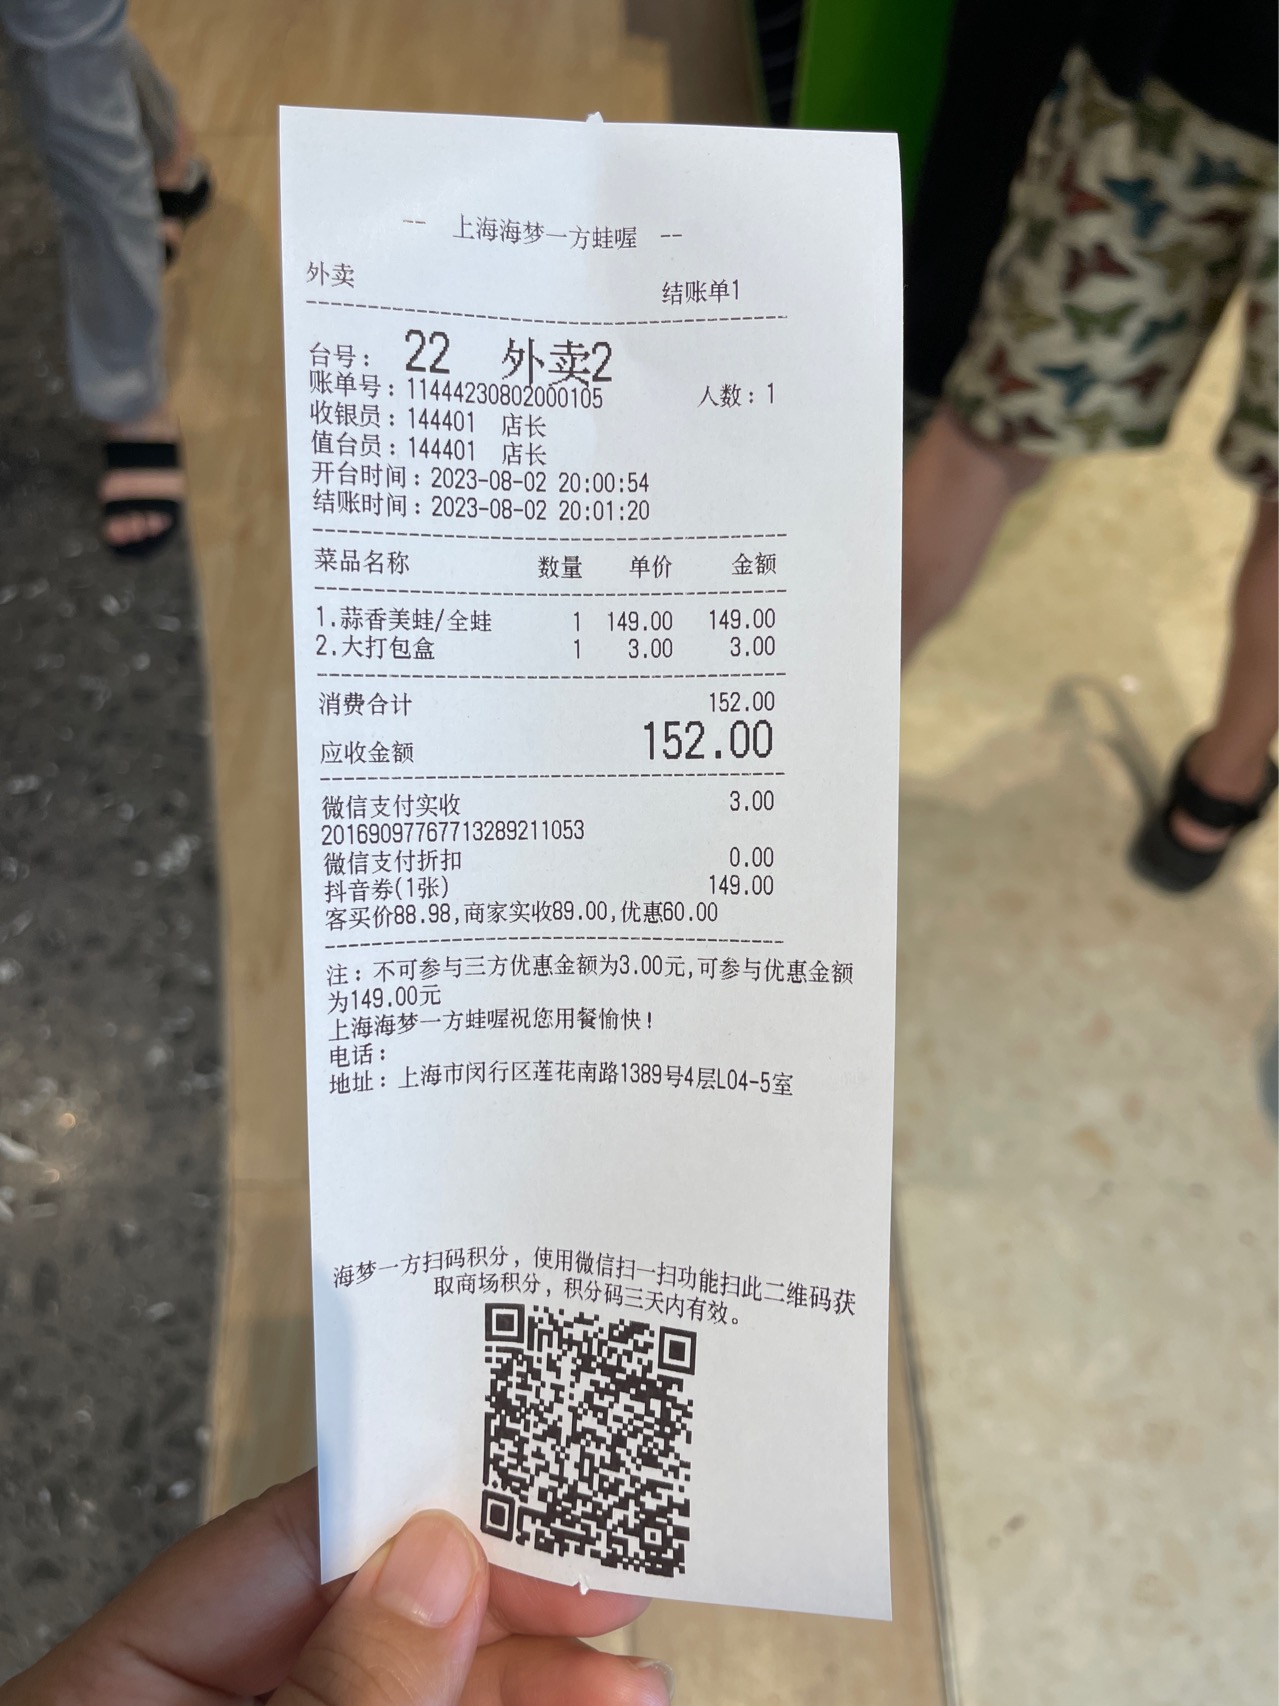 -- 上海海梦一方蛙喔 --
外卖 结账单1
台号： 22 外卖2
账单号：11444230802000105 人数：1
收银员：144401 店长
值台员：144401 店长
开台时间：2023-08-02 20:00:54
结账时间：2023-08-02 20:01:20
菜品名称 数量 单价 金额
1.蒜香美蛙/全蛙 1 149.00 149.00
2.大打包盒 1 3.00 3.00
消费合计 152.00
应收金额 152.00
微信支付实收 3.00
20169097767713289211053
微信支付折扣 0.00
抖音券(1张) 149.00
客买价88.98,商家实收89.00,优惠60.00
注：不可参与三方优惠金额为3.00元,可参与优惠金额
为149.00元
上海海梦一方蛙喔祝您用餐愉快!
电话：
地址：上海市闵行区莲花南路1389号4层L04-5室
海梦一方扫码积分，使用微信扫一扫功能扫此二维码获
取商场积分，积分码三天内有效。